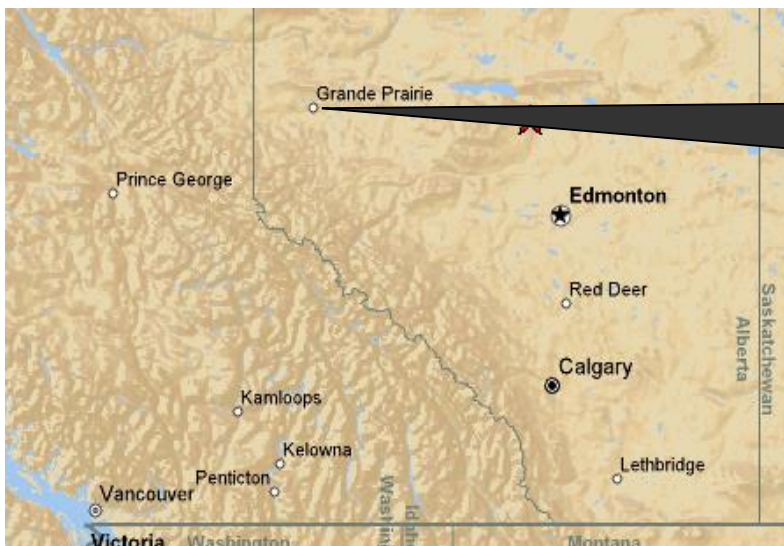 Grande Prairie
Prince George
Edmonton
Red Deer
Saskatchewan
Alberta
Calgary
Kamloops
Kelowna
Penticton
Lethbridge
Vancouver
Victoria
Washington
Montana